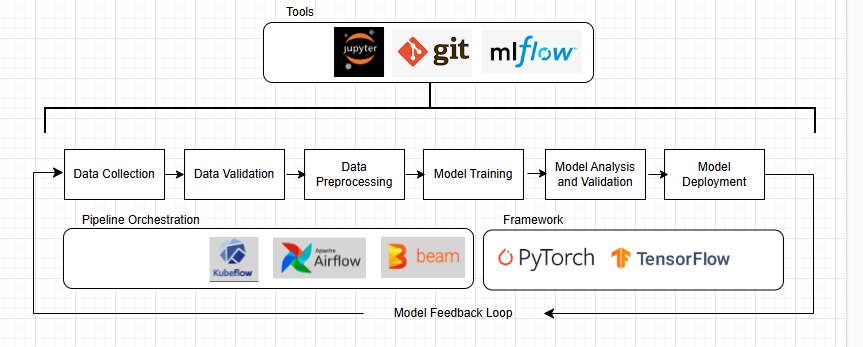 Tools
jupyter
git
mlflow
Data Collection
Data Validation
Data
Preprocessing
Model Training
Model Analysis
and Validation
Model
Deployment
Pipeline Orchestration
Kubeflow
Apache
Airflow
beam
Framework
PyTorch
TensorFlow
Model Feedback Loop